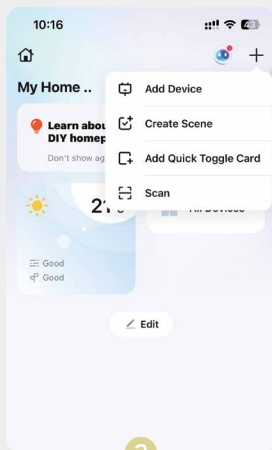 10:16
43
My Home ..
Add Device
Learn abou
DIY homep
Create Scene
Don't show ag
Add Quick Toggle Card
Scan
Good
Good
Edit